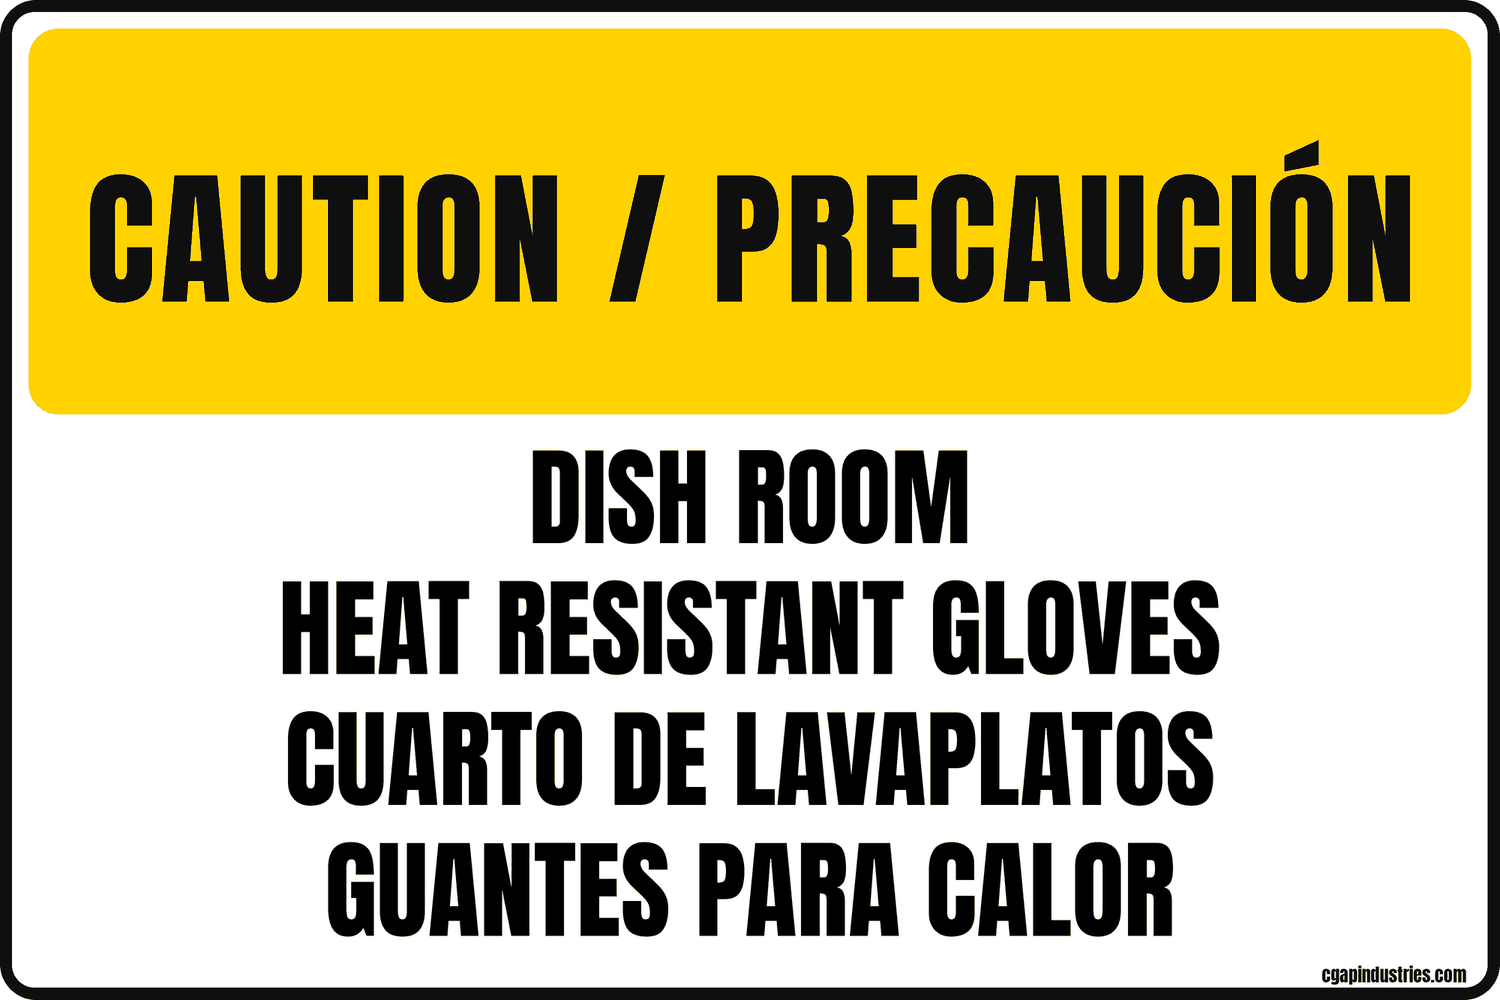 CAUTION / PRECAUCIÓN
DISH ROOM
HEAT RESISTANT GLOVES
CUARTO DE LAVAPLATOS
GUANTES PARA CALOR
cgapindustries.com